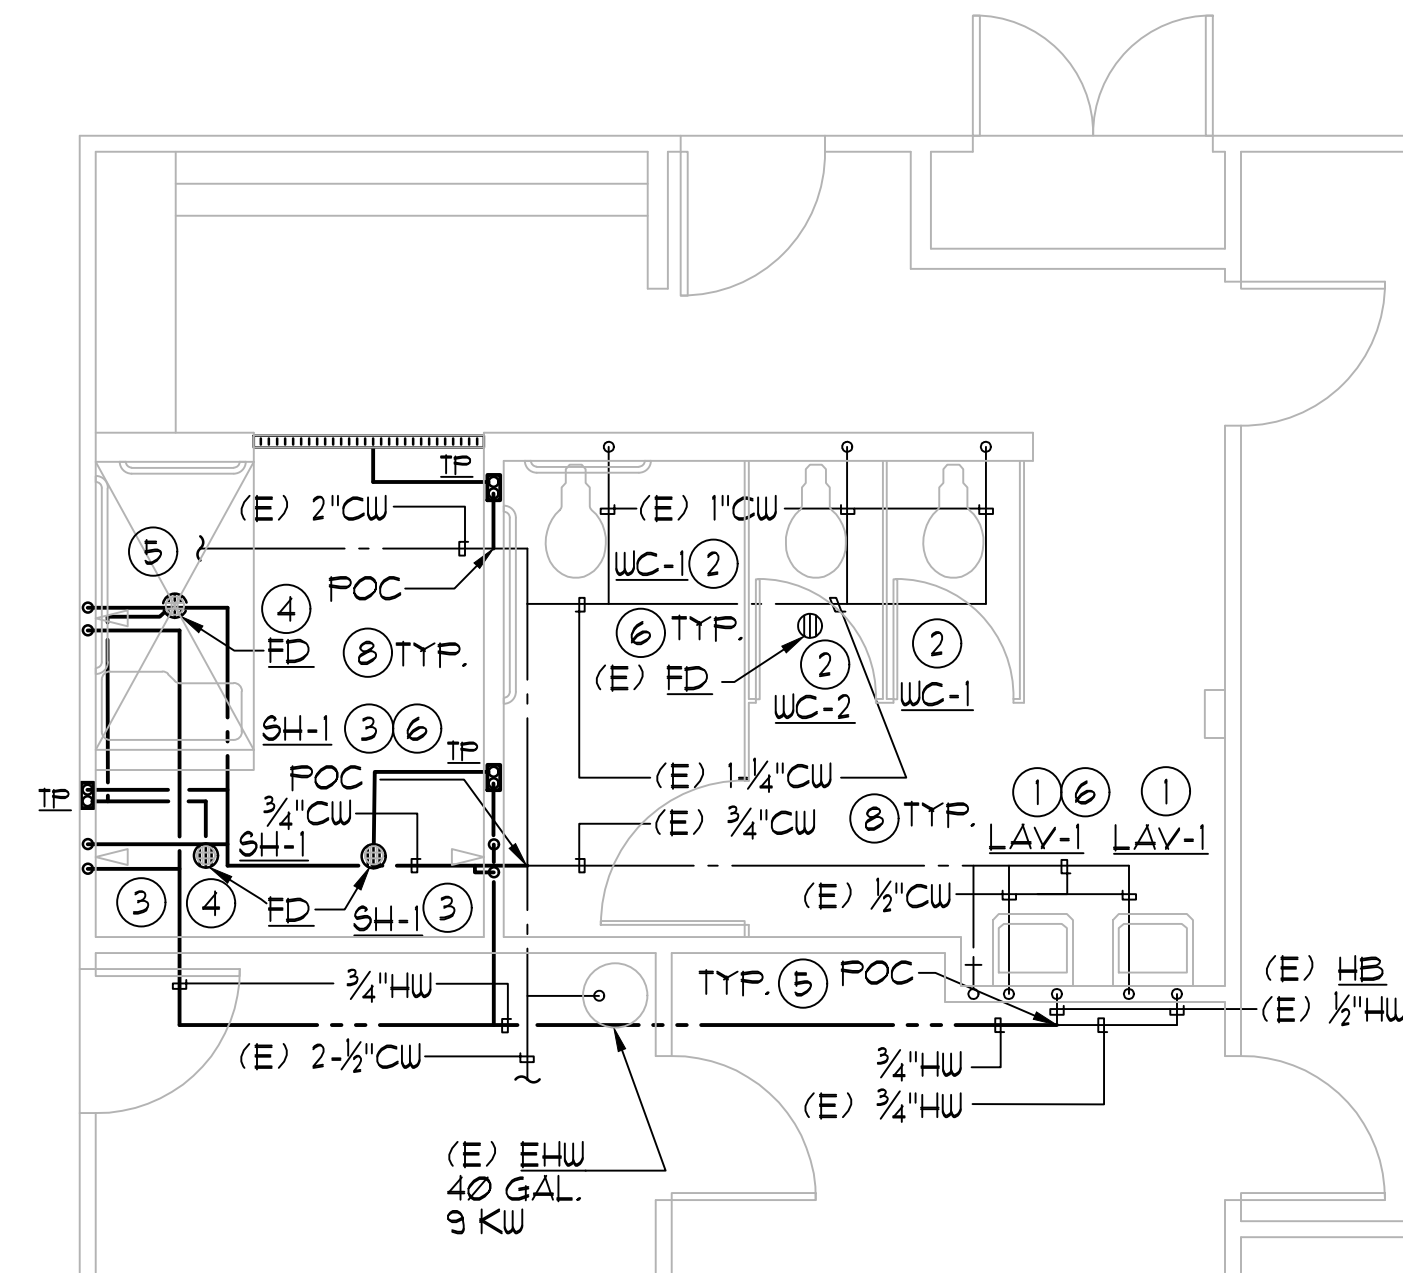 TP
(E) 2"CW
(E) 1"CW
5
POC
WC-1 2
4
6 TYP.
2
FD
8 TYP.
(E) FD
2
WC-1
WC-2
SH-1 3 6
TP
POC
(E) 1-1/4"CW
TP
3/4"CW
(E) 3/4"CW
8 TYP.
1 6
1
LAV-1
LAV-1
SH-1
(E) 1/2"CW
3
4
FD
SH-1 3
3/4"HW
TYP. 5 POC
(E) HB
(E) 1/2"HW
(E) 2-1/2"CW
3/4"HW
(E) 3/4"HW
(E) EHW
40 GAL.
9 KW